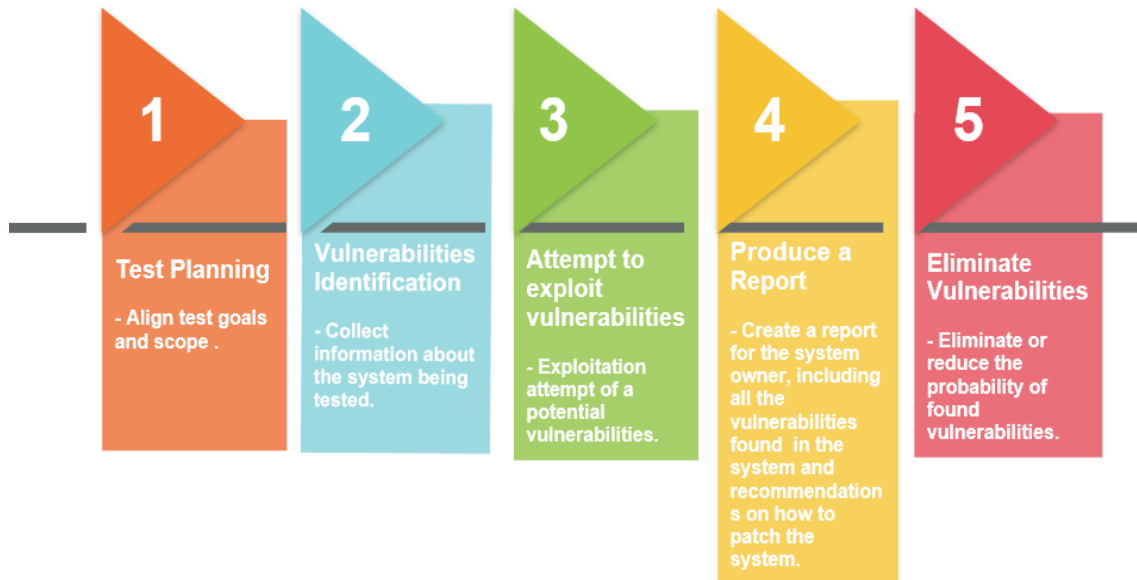 1
Test Planning
- Align test goals
and scope .
2
Vulnerabilities
Identification
- Collect
information about
the system being
tested.
3
Attempt to
exploit
vulnerabilities
- Exploitation
attempt of a
potential
vulnerabilities.
4
Produce a
Report
- Create a report
for the system
owner, including
all the
vulnerabilities
found  in the
system and
recommendation
s on how to
patch the
system.
5
Eliminate
Vulnerabilities
- Eliminate or
reduce the
probability of
found
vulnerabilities.